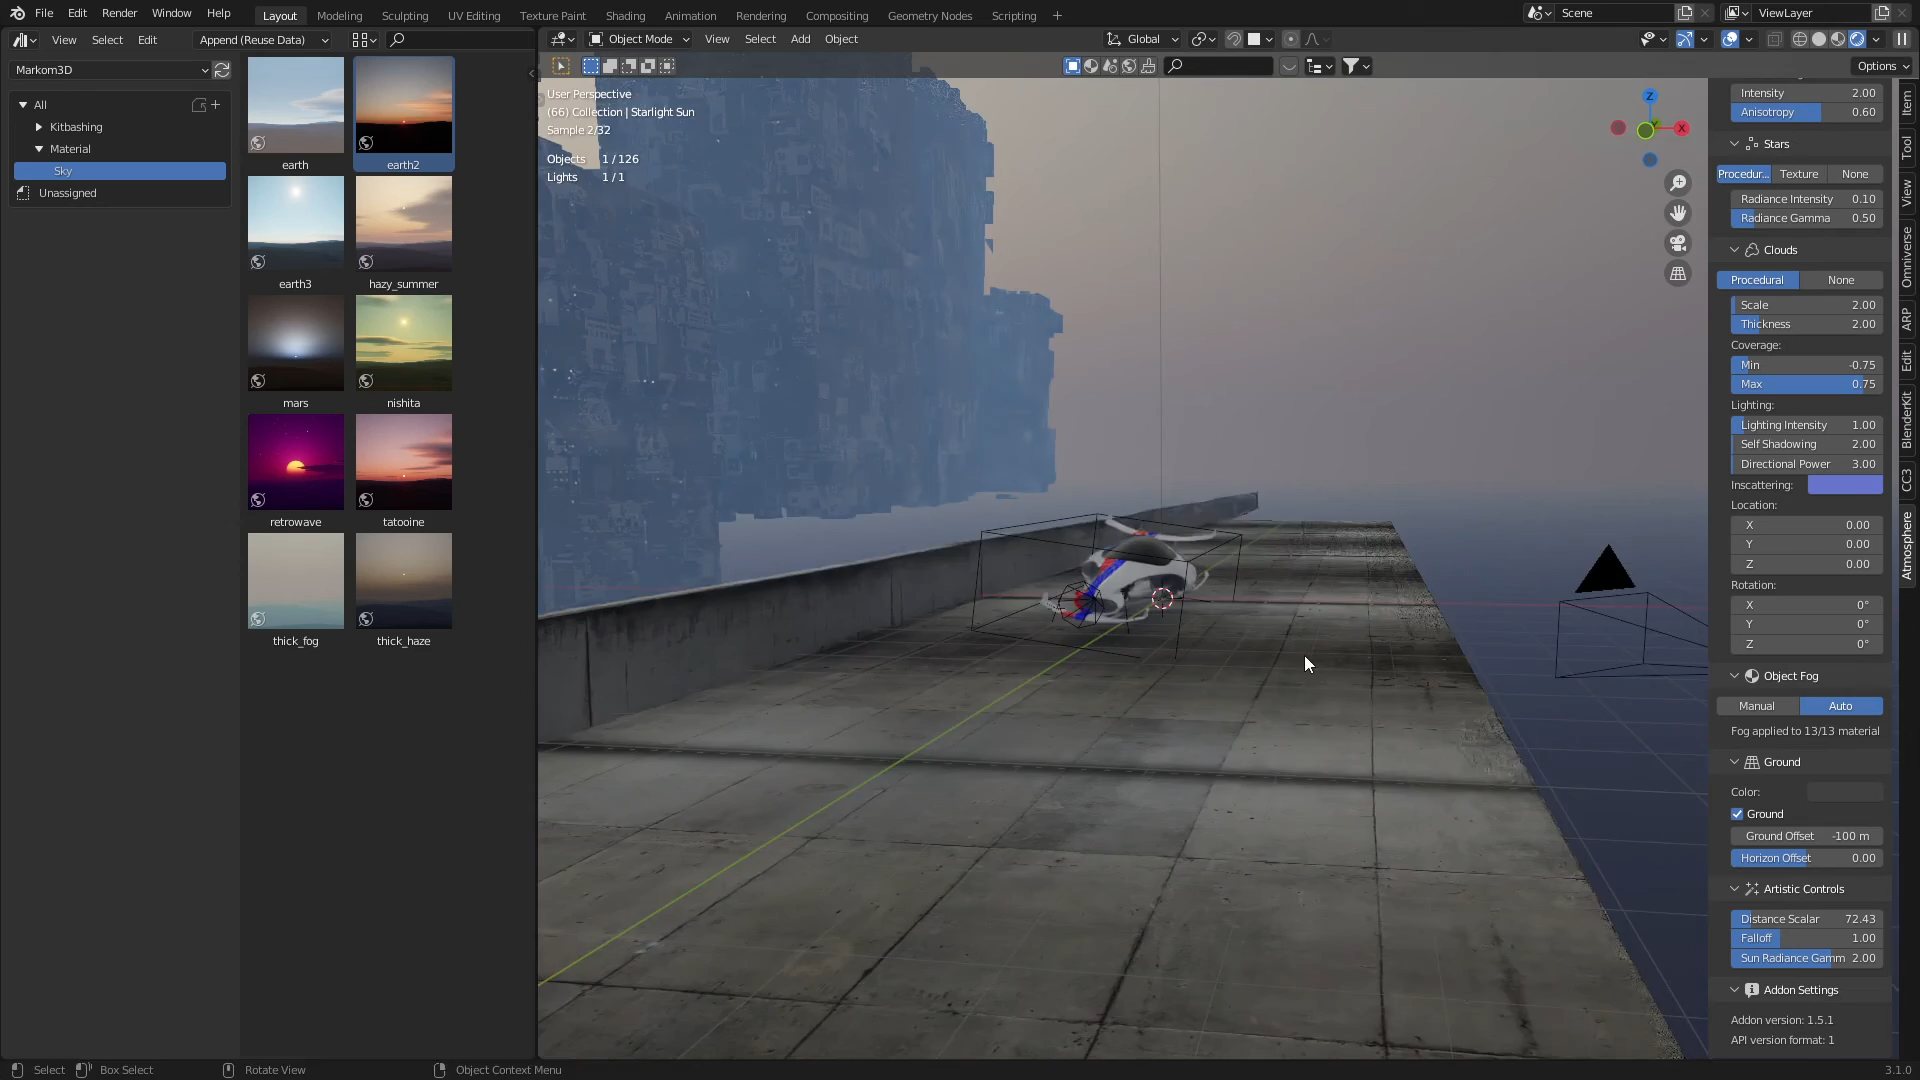 File Edit Render Window Help
Layout Modeling Sculpting UV Editing Texture Paint Shading Animation Rendering Compositing Geometry Nodes Scripting +
Scene
ViewLayer
View Select Edit Append (Reuse Data)
Object Mode View Select Add Object
Global
Options
Markom3D
All
Kitbashing
Material
Sky
Unassigned
earth earth2
earth3 hazy_summer
mars nishita
retrowave tatooine
thick_fog thick_haze
User Perspective
(66) Collection | Starlight Sun
Sample 2/32
Objects 1 / 126
Lights 1 / 1
Z
X
Intensity 2.00
Anisotropy 0.60
Stars
Procedur... Texture None
Radiance Intensity 0.10
Radiance Gamma 0.50
Clouds
Procedural None
Scale 2.00
Thickness 2.00
Coverage:
Min -0.75
Max 0.75
Lighting:
Lighting Intensity 1.00
Self Shadowing 2.00
Directional Power 3.00
Inscattering:
Location:
X 0.00
Y 0.00
Z 0.00
Rotation:
X 0°
Y 0°
Z 0°
Object Fog
Manual Auto
Fog applied to 13/13 material
Ground
Color:
Ground
Ground Offset -100 m
Horizon Offset 0.00
Artistic Controls
Distance Scalar 72.43
Falloff 1.00
Sun Radiance Gamm 2.00
Addon Settings
Addon version: 1.5.1
API version format: 1
Item
Tool
View
Omniverse
ARP
Edit
BlenderKit
CC3
Atmosphere
Select Box Select Rotate View Object Context Menu
3.1.0